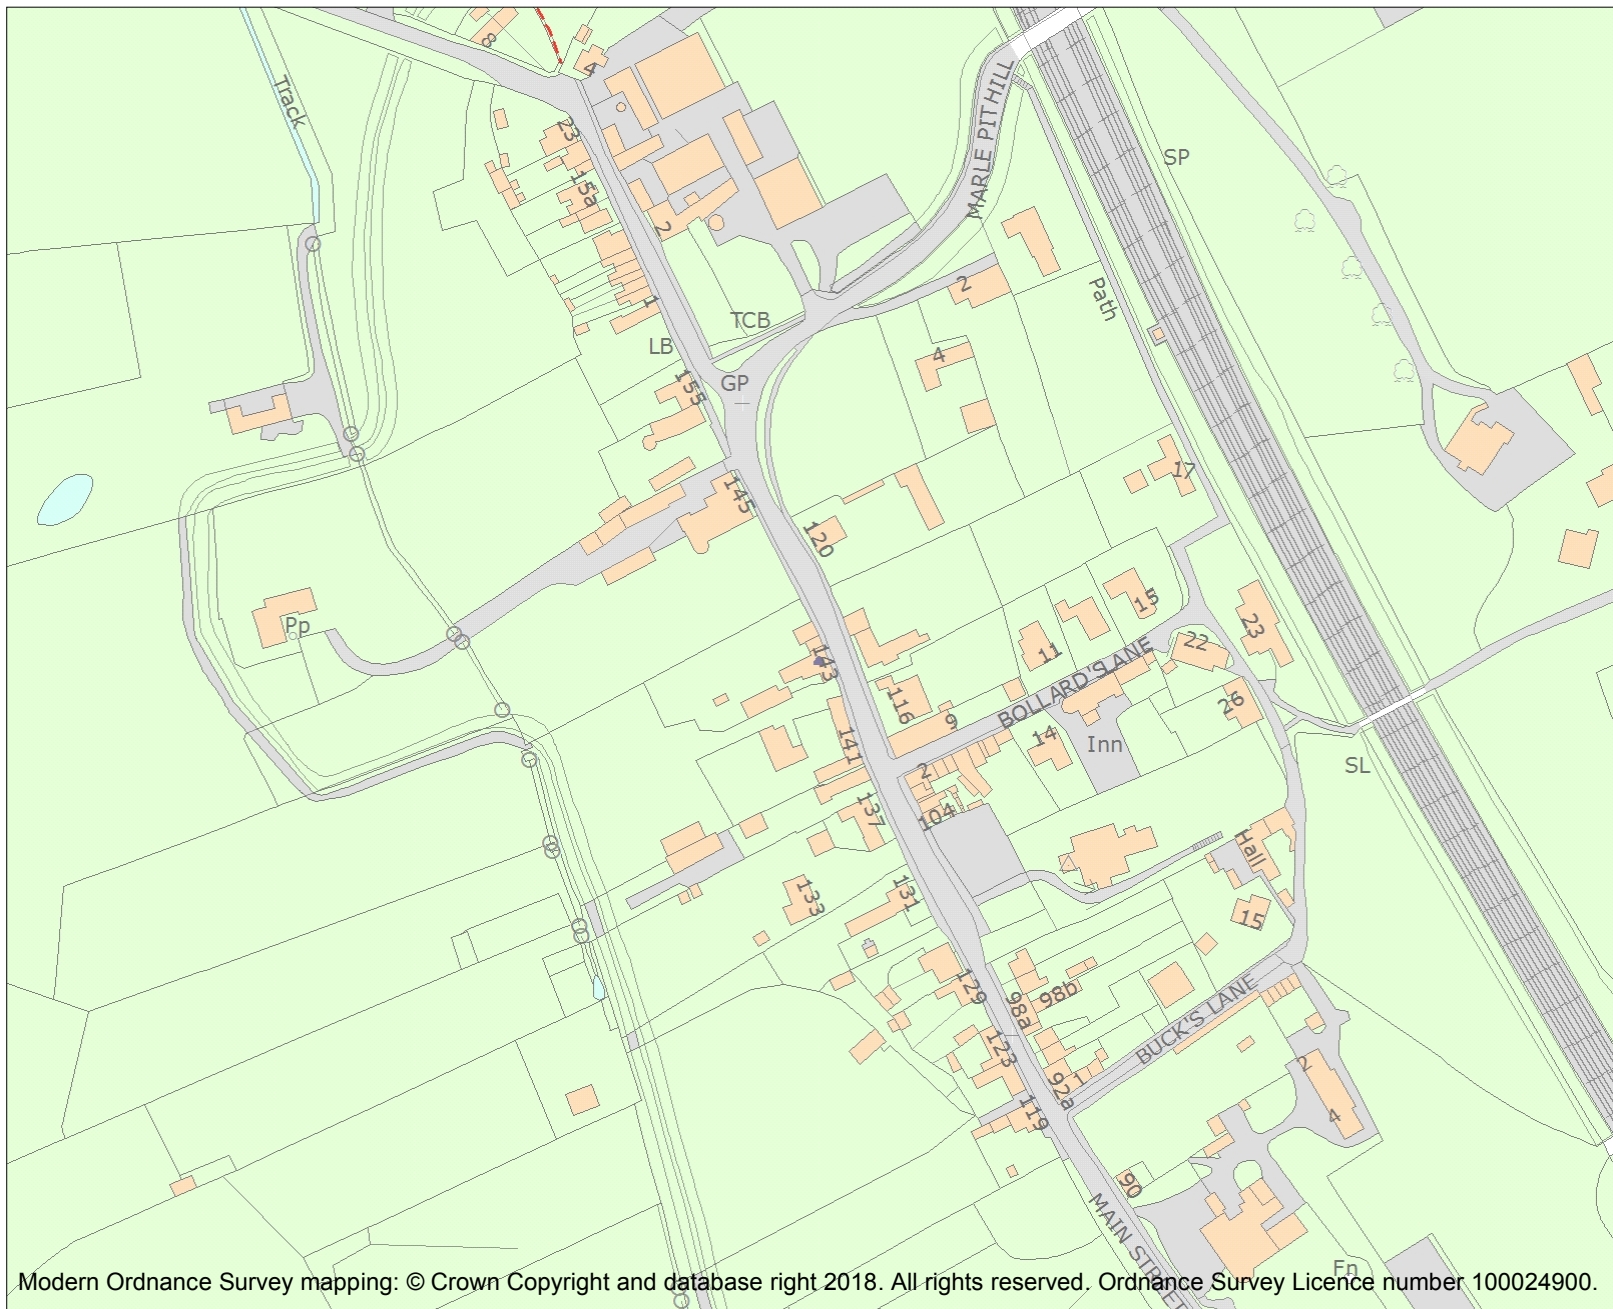 8
4
Track
23
MARLE PIT HILL
SP
15a
2
1
2
Path
TCB
LB
4
GP
155
17
145
120
15
Pp
23
22
11
143
BOLLARD'S LANE
116
26
9
14
Inn
141
2
SL
137
104
Hall
133
131
15
129
98b
98a
BUCK'S LANE
123
2
1
92a
119
4
90
MAIN STREET
Fn
Modern Ordnance Survey mapping: © Crown Copyright and database right 2018. All rights reserved. Ordnance Survey Licence number 100024900.